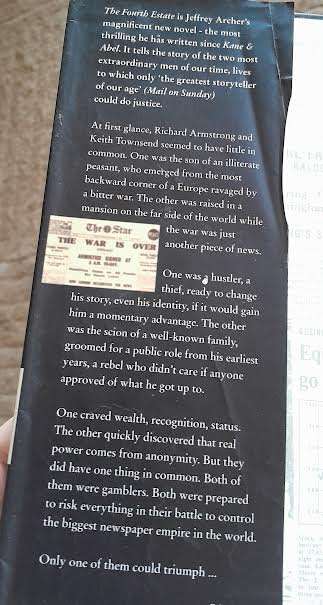 The Fourth Estate is Jeffrey Archer's
magnificent new novel - the most
thrilling he has written since Kane &
Abel. It tells the story of the two most
extraordinary men of our time, lives
to which only 'the greatest storyteller
of our age' (Mail on Sunday)
could do justice.
At first glance, Richard Armstrong and
Keith Townsend seemed to have little in
common. One was the son of an illiterate
peasant, who emerged from the most
backward corner of a Europe ravaged by
a bitter war. The other was raised in a
mansion on the far side of the world while
the war was just
another piece of news.
The Star
THE WAR IS OVER
One was a hustler, a
thief, ready to change
his story, even his identity, if it would gain
him a momentary advantage. The other
was the scion of a well-known family,
groomed for a public role from his earliest
years, a rebel who didn't care if anyone
approved of what he got up to.
One craved wealth, recognition, status.
The other quickly discovered that real
power comes from anonymity. But they
did have one thing in common. Both of
them were gamblers. Both were prepared
to risk everything in their battle to control
the biggest newspaper empire in the world.
Only one of them could triumph ...
Eq
go